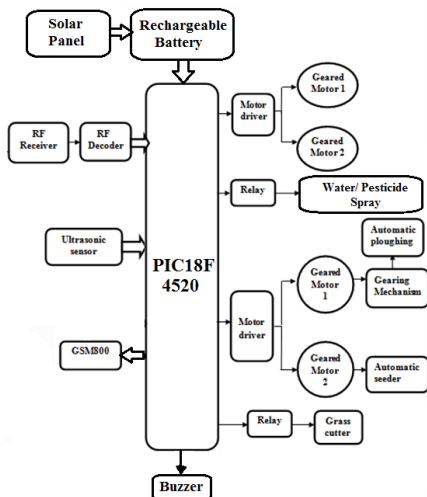 Solar
Panel
Rechargeable
Battery
Motor
driver
Geared
Motor 1
Geared
Motor 2
RF
Receiver
RF
Decoder
Relay
Water/ Pesticide
Spray
Ultrasonic
sensor
PIC18F
4520
Automatic
ploughing
Geared
Motor
1
Gearing
Mechanism
Motor
driver
GSM800
Geared
Motor
2
Automatic
seeder
Relay
Grass
cutter
Buzzer